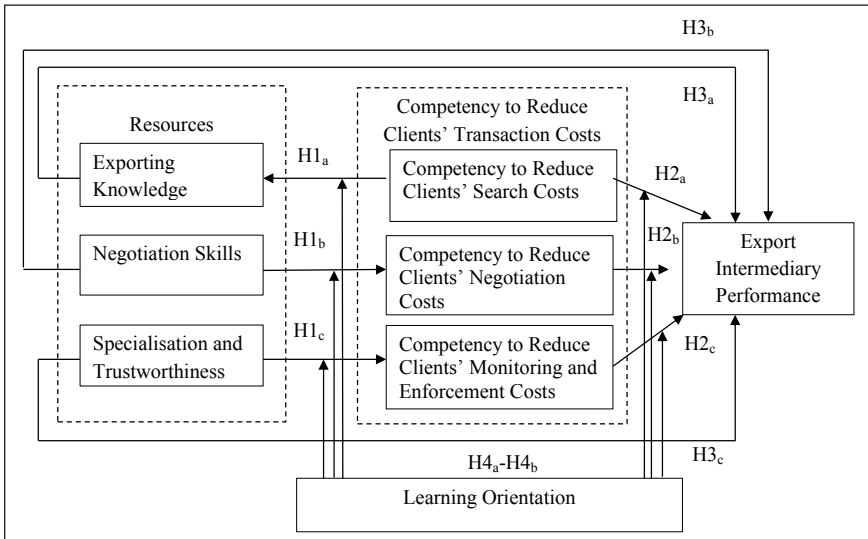 H3b
H3a
Resources
Exporting
Knowledge
Negotiation Skills
Specialisation and
Trustworthiness
H1a
H1b
H1c
Competency to Reduce
Clients' Transaction Costs
Competency to Reduce
Clients' Search Costs
Competency to Reduce
Clients' Negotiation
Costs
Competency to Reduce
Clients' Monitoring and
Enforcement Costs
H2a
H2b
H2c
Export
Intermediary
Performance
H3c
H4a-H4b
Learning Orientation